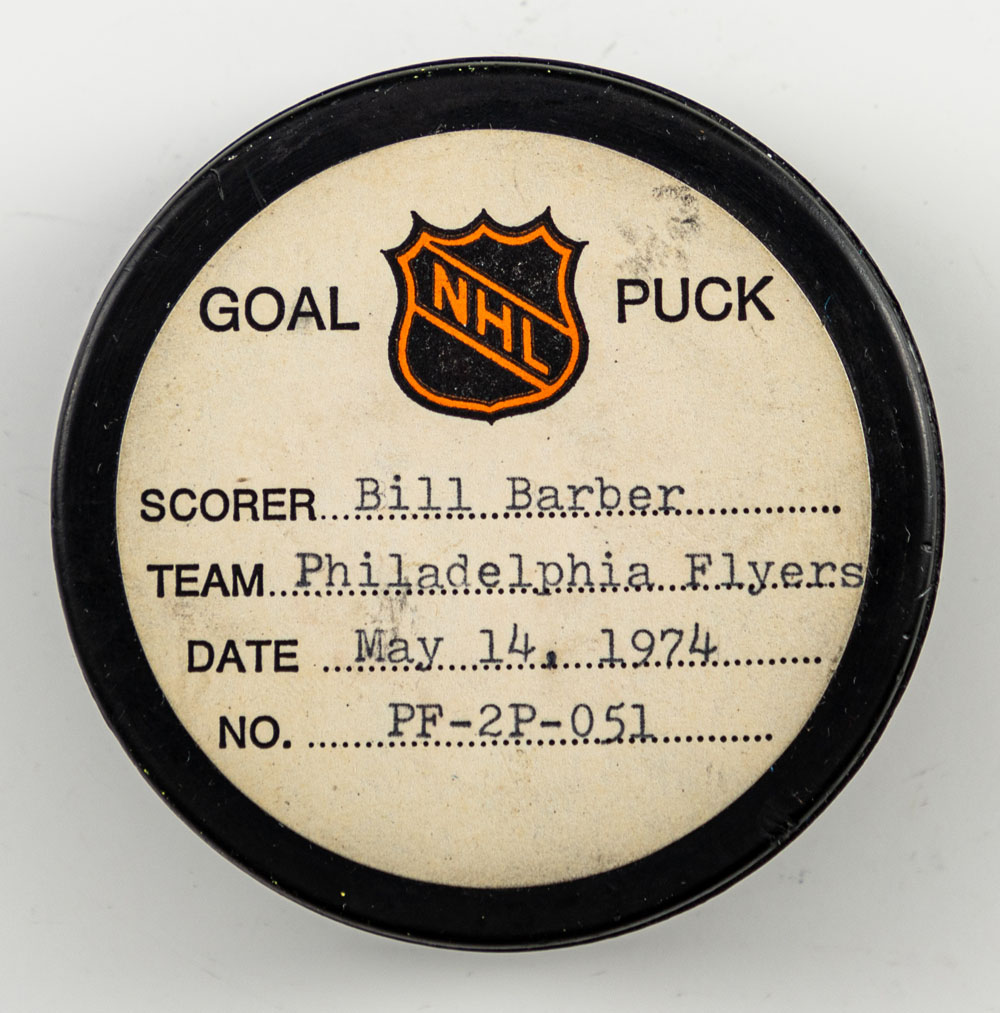 GOAL NHL PUCK
SCORER...Bill Barber...............
TEAM...Philadelphia Flyers
DATE ...May 14, 1974...........
NO. .......PF-2P-051.............